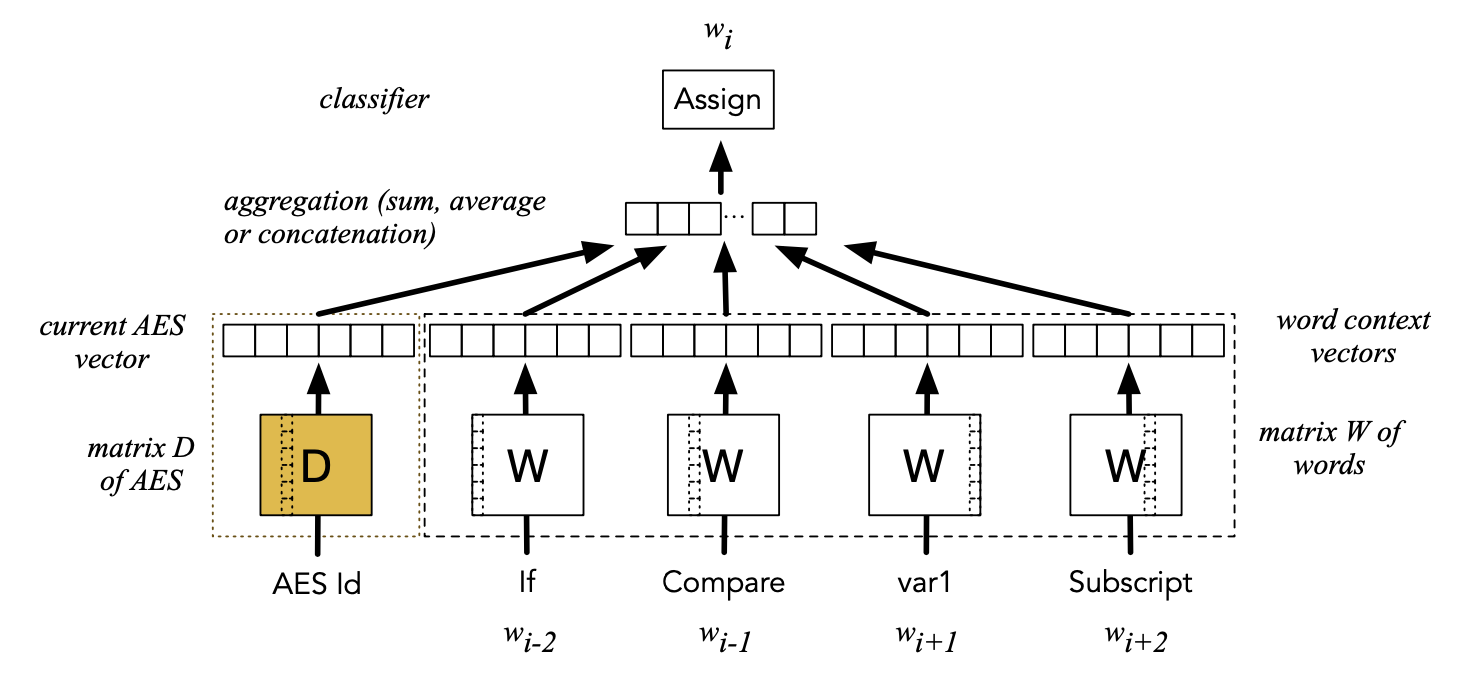 w_i
classifier
Assign
aggregation (sum, average
or concatenation)
...
current AES
vector
word context
vectors
matrix D
of AES
D
W
W
W
W
matrix W of
words
AES Id
If
Compare
var1
Subscript
w_{i-2}
w_{i-1}
w_{i+1}
w_{i+2}